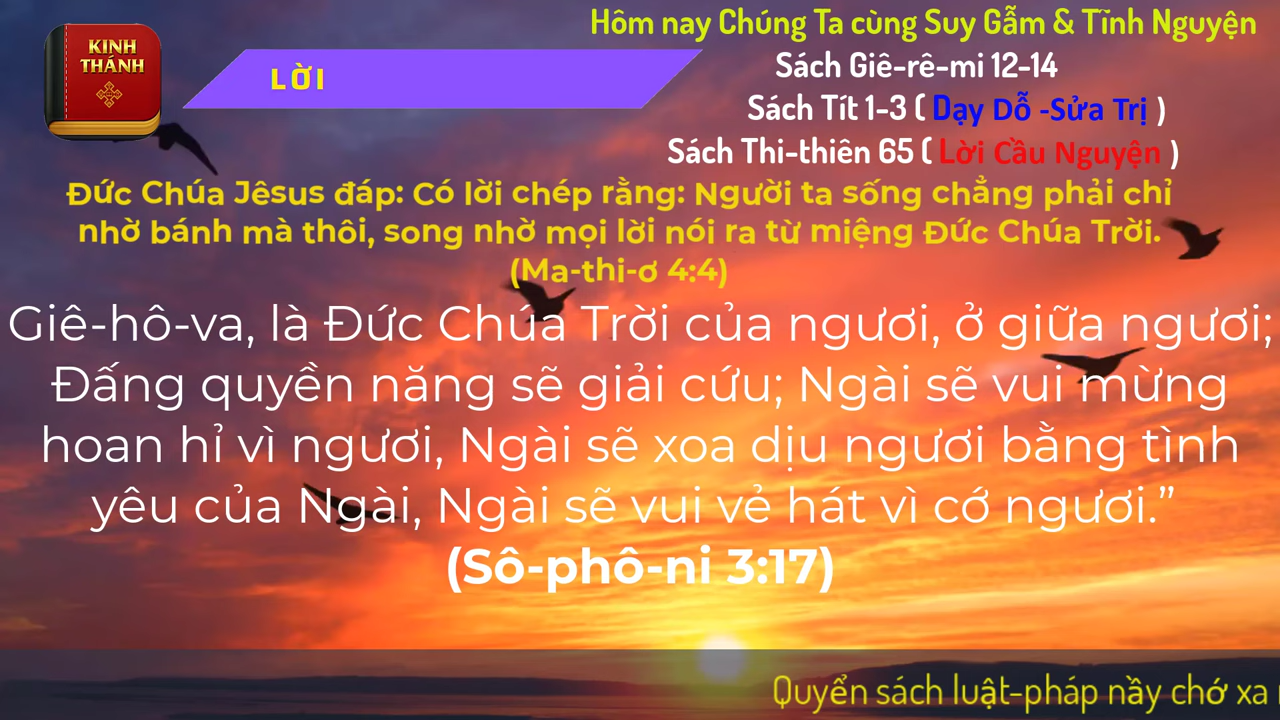 KINH
THÁNH
LỜI
Hôm nay Chúng Ta cùng Suy Gẫm & Tĩnh Nguyện
Sách Giê-rê-mi 12-14
Sách Tít 1-3 ( Dạy Dỗ -Sửa Trị )
Sách Thi-thiên 65 ( Lời Cầu Nguyện )
Đức Chúa Jêsus đáp: Có lời chép rằng: Người ta sống chẳng phải chỉ
nhờ bánh mà thôi, song nhờ mọi lời nói ra từ miệng Đức Chúa Trời.
(Ma-thi-ơ 4:4)
Giê-hô-va, là Đức Chúa Trời của ngươi, ở giữa ngươi;
Đấng quyền năng sẽ giải cứu; Ngài sẽ vui mừng
hoan hỉ vì ngươi, Ngài sẽ xoa dịu ngươi bằng tình
yêu của Ngài, Ngài sẽ vui vẻ hát vì cớ ngươi.”
(Sô-phô-ni 3:17)
Quyển sách luật-pháp nầy chớ xa